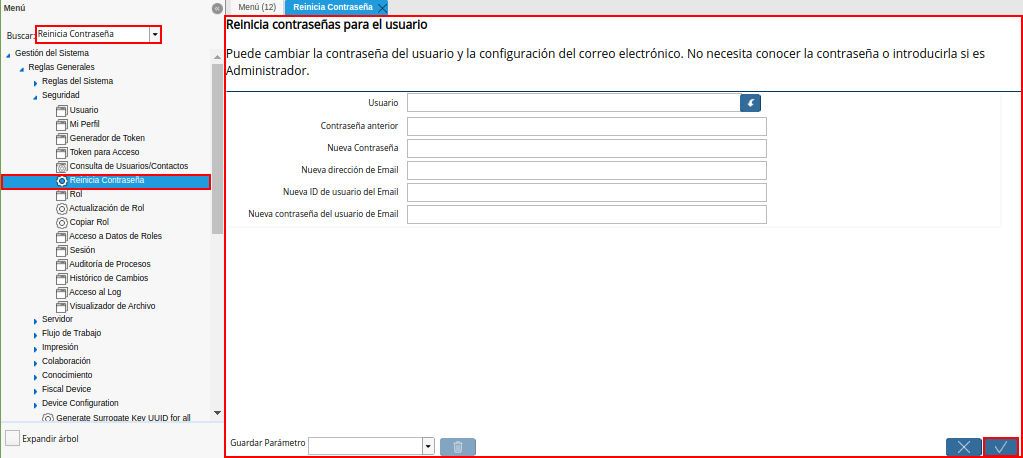 Menú
Buscar: Reinicia Contraseña
Gestión del Sistema
Reglas Generales
Reglas del Sistema
Seguridad
Usuario
Mi Perfil
Generador de Token
Token para Acceso
Consulta de Usuarios/Contactos
Reinicia Contraseña
Rol
Actualización de Rol
Copiar Rol
Acceso a Datos de Roles
Sesión
Auditoría de Procesos
Histórico de Cambios
Acceso al Log
Visualizador de Archivo
Servidor
Flujo de Trabajo
Impresión
Colaboración
Conocimiento
Fiscal Device
Device Configuration
Generate Surrogate Key UUID for all
Expandir árbol
Menú (12)
Reinicia Contraseña
Reinicia contraseñas para el usuario
Puede cambiar la contraseña del usuario y la configuración del correo electrónico. No necesita conocer la contraseña o introducirla si es
Administrador.
Usuario
Contraseña anterior
Nueva Contraseña
Nueva dirección de Email
Nueva ID de usuario del Email
Nueva contraseña del usuario de Email
Guardar Parámetro